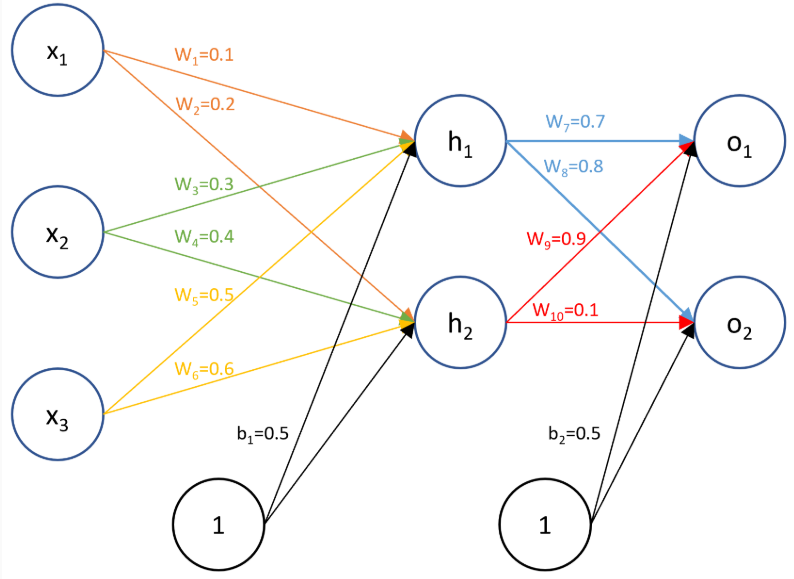 x₁
W₁=0.1
W₂=0.2
h₁
W₇=0.7
o₁
W₈=0.8
W₃=0.3
x₂
W₄=0.4
W₉=0.9
W₅=0.5
W₁₀=0.1
h₂
o₂
W₆=0.6
x₃
b₁=0.5
b₂=0.5
1
1